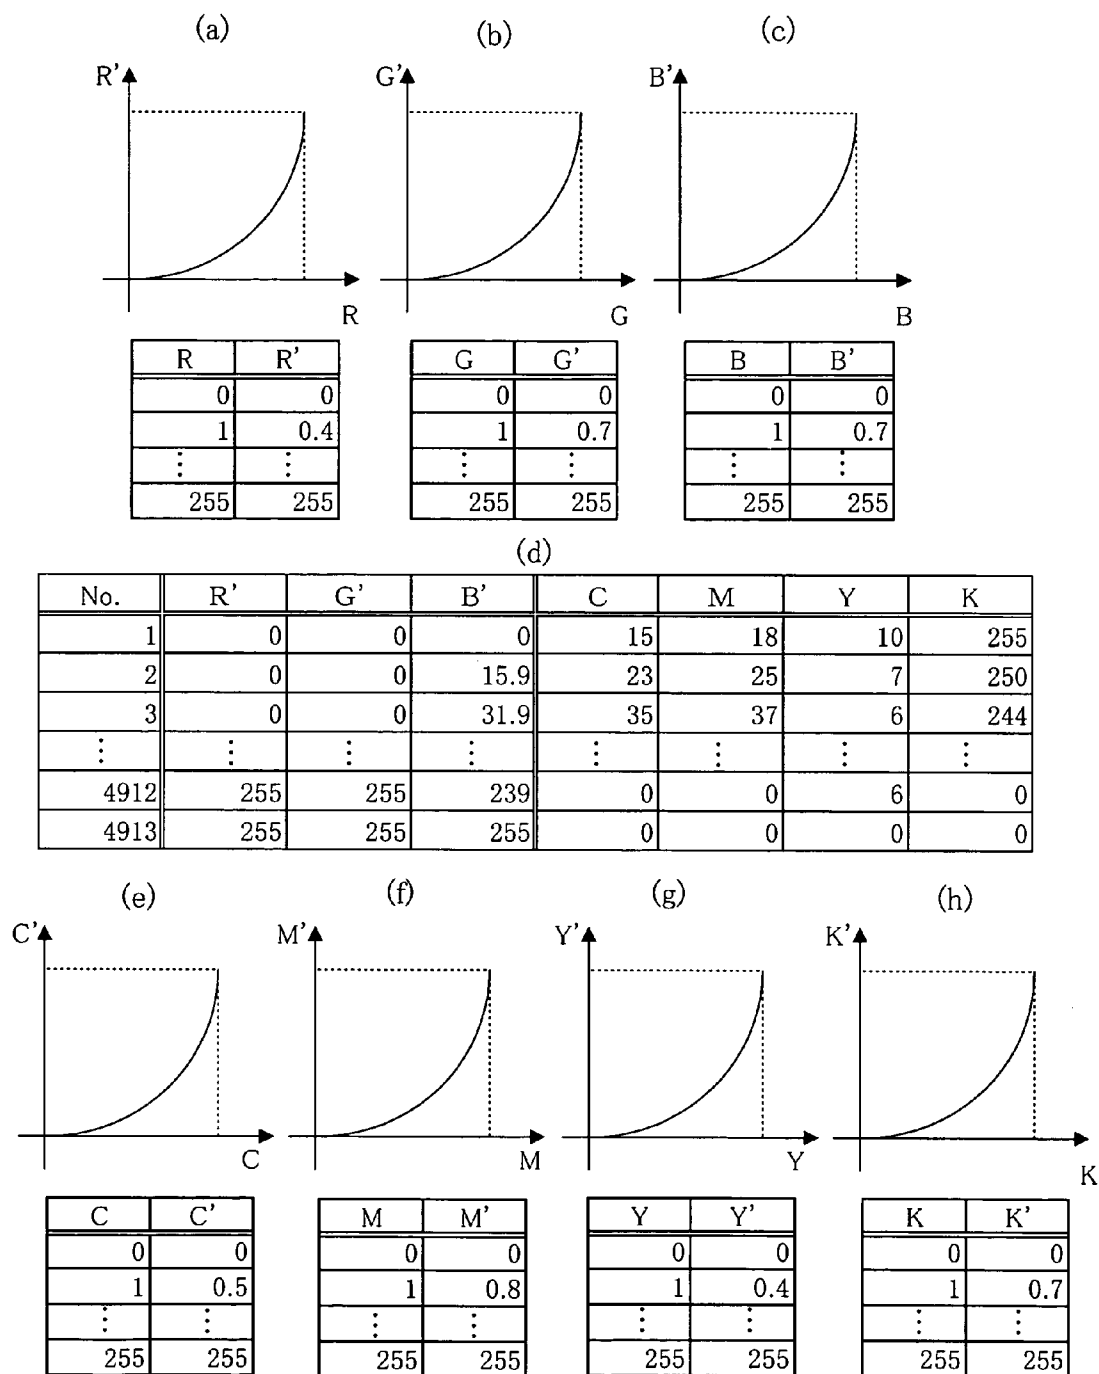 (a) (b) (c)
R' G' B'
R G B
R R' G G' B B'
0 0 0 0 0 0
1 0.4 1 0.7 1 0.7
⋮ ⋮ ⋮ ⋮ ⋮ ⋮
255 255 255 255 255 255
(d)
No. R' G' B' C M Y K
1 0 0 0 15 18 10 255
2 0 0 15.9 23 25 7 250
3 0 0 31.9 35 37 6 244
⋮ ⋮ ⋮ ⋮ ⋮ ⋮ ⋮ ⋮
4912 255 255 239 0 0 6 0
4913 255 255 255 0 0 0 0
(e) (f) (g) (h)
C' M' Y' K'
C M Y K
C C' M M' Y Y' K K'
0 0 0 0 0 0 0 0
1 0.5 1 0.8 1 0.4 1 0.7
⋮ ⋮ ⋮ ⋮ ⋮ ⋮ ⋮ ⋮
255 255 255 255 255 255 255 255